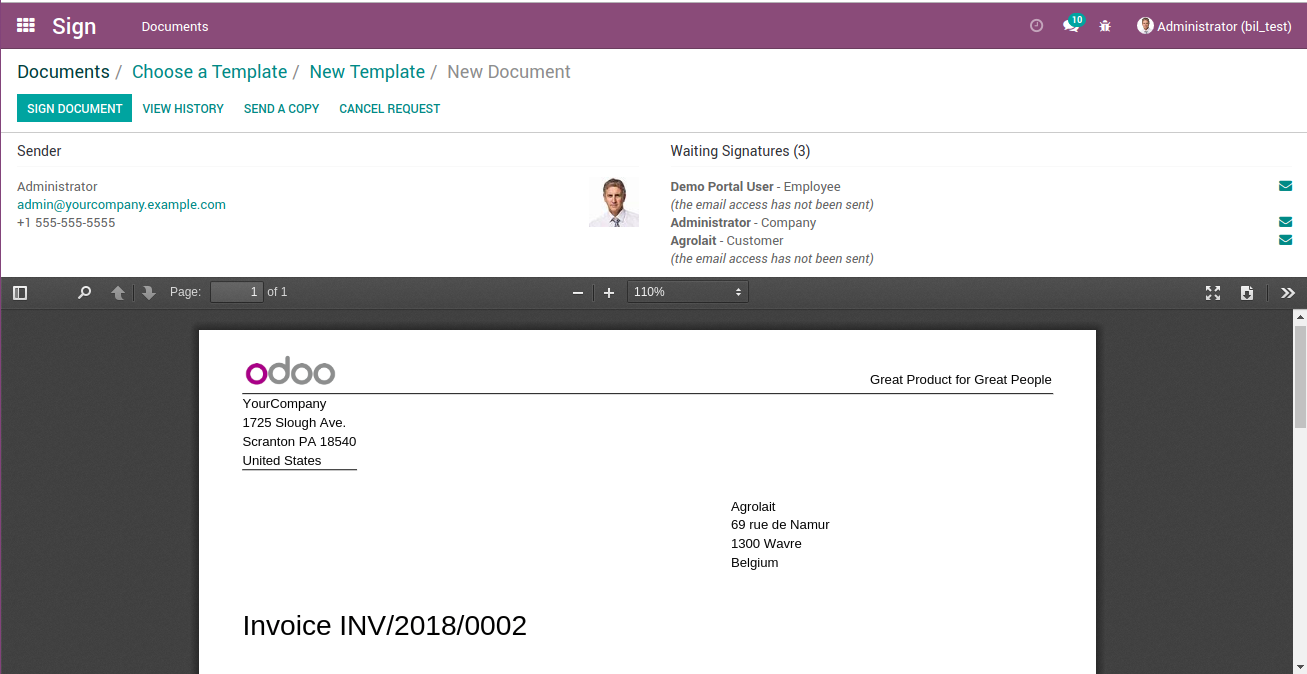 Sign
Documents
10
Administrator (bil_test)
Documents / Choose a Template / New Template / New Document
SIGN DOCUMENT VIEW HISTORY SEND A COPY CANCEL REQUEST
Sender
Administrator
admin@yourcompany.example.com
+1 555-555-5555
Waiting Signatures (3)
Demo Portal User - Employee
(the email access has not been sent)
Administrator - Company
Agrolait - Customer
(the email access has not been sent)
Page: 1 of 1
110%
odoo
Great Product for Great People
YourCompany
1725 Slough Ave.
Scranton PA 18540
United States
Agrolait
69 rue de Namur
1300 Wavre
Belgium
Invoice INV/2018/0002